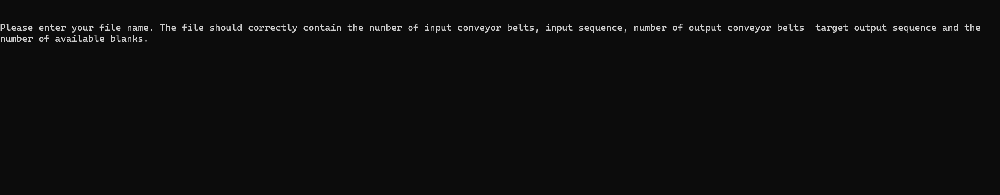 Please enter your file name. The file should correctly contain the number of input conveyor belts, input sequence, number of output conveyor belts  target output sequence and the
number of available blanks.